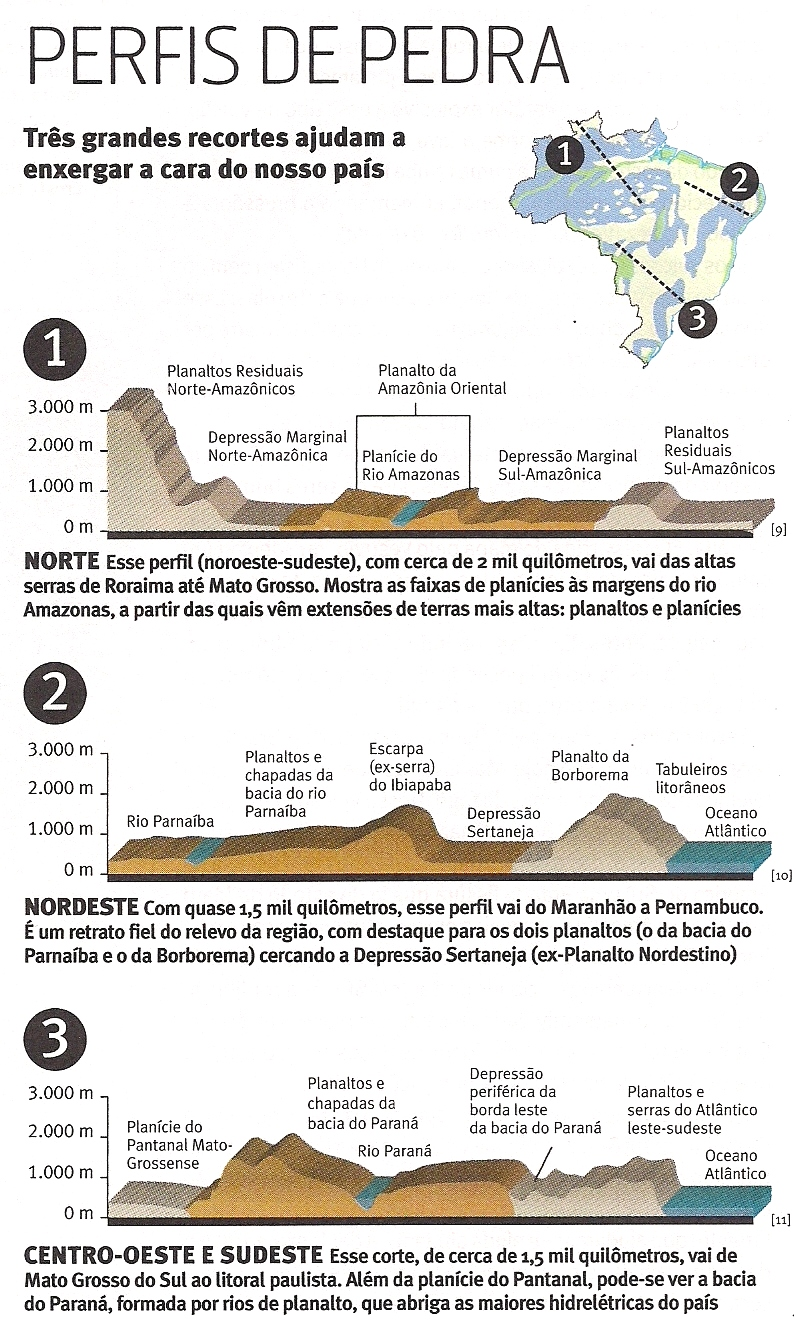 PERFIS DE PEDRA
Três grandes recortes ajudam a
enxergar a cara do nosso país
1
2
3
1
Planaltos Residuais
Norte-Amazônicos
Planalto da
Amazônia Oriental
3.000 m
2.000 m
1.000 m
0 m
Depressão Marginal
Norte-Amazônica
Planície do
Rio Amazonas
Depressão Marginal
Sul-Amazônica
Planaltos
Residuais
Sul-Amazônicos
[9]
NORTE Esse perfil (noroeste-sudeste), com cerca de 2 mil quilômetros, vai das altas
serras de Roraima até Mato Grosso. Mostra as faixas de planícies às margens do rio
Amazonas, a partir das quais vêm extensões de terras mais altas: planaltos e planícies
2
3.000 m
2.000 m
1.000 m
0 m
Rio Parnaíba
Planaltos e
chapadas da
bacia do rio
Parnaíba
Escarpa
(ex-serra)
do Ibiapaba
Depressão
Sertaneja
Planalto da
Borborema
Tabuleiros
litorâneos
Oceano
Atlântico
[10]
NORDESTE Com quase 1,5 mil quilômetros, esse perfil vai do Maranhão a Pernambuco.
É um retrato fiel do relevo da região, com destaque para os dois planaltos (o da bacia do
Parnaíba e o da Borborema) cercando a Depressão Sertaneja (ex-Planalto Nordestino)
3
3.000 m
2.000 m
1.000 m
0 m
Planície do
Pantanal Mato-
Grossense
Planaltos e
chapadas da
bacia do Paraná
Rio Paraná
Depressão
periférica da
borda leste
da bacia do Paraná
Planaltos e
serras do Atlântico
leste-sudeste
Oceano
Atlântico
[11]
CENTRO-OESTE E SUDESTE Esse corte, de cerca de 1,5 mil quilômetros, vai de
Mato Grosso do Sul ao litoral paulista. Além da planície do Pantanal, pode-se ver a bacia
do Paraná, formada por rios de planalto, que abriga as maiores hidrelétricas do país